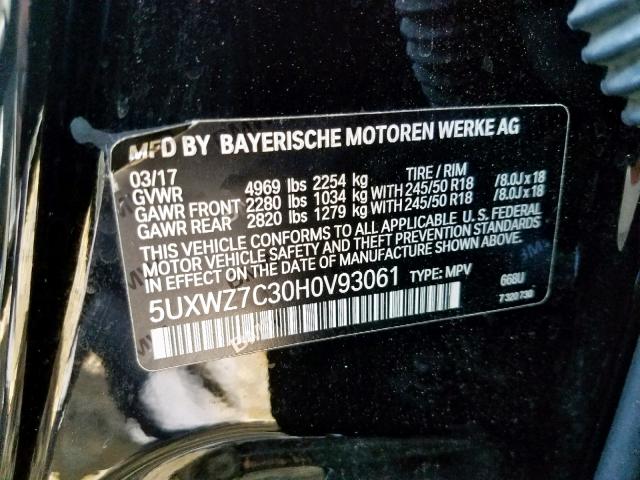 MFD BY BAYERISCHE MOTOREN WERKE AG
03/17 TIRE / RIM
GVWR 4969 lbs 2254 kg
GAWR FRONT 2280 lbs 1034 kg WITH 245/50 R18 /8.0J x 18
GAWR REAR 2820 lbs 1279 kg WITH 245/50 R18 /8.0J x 18
THIS VEHICLE CONFORMS TO ALL APPLICABLE U.S. FEDERAL
MOTOR VEHICLE SAFETY AND THEFT PREVENTION STANDARDS
IN EFFECT ON THE DATE OF MANUFACTURE SHOWN ABOVE.
5UXWZ7C30H0V93061 TYPE: MPV 668U
7 320 730